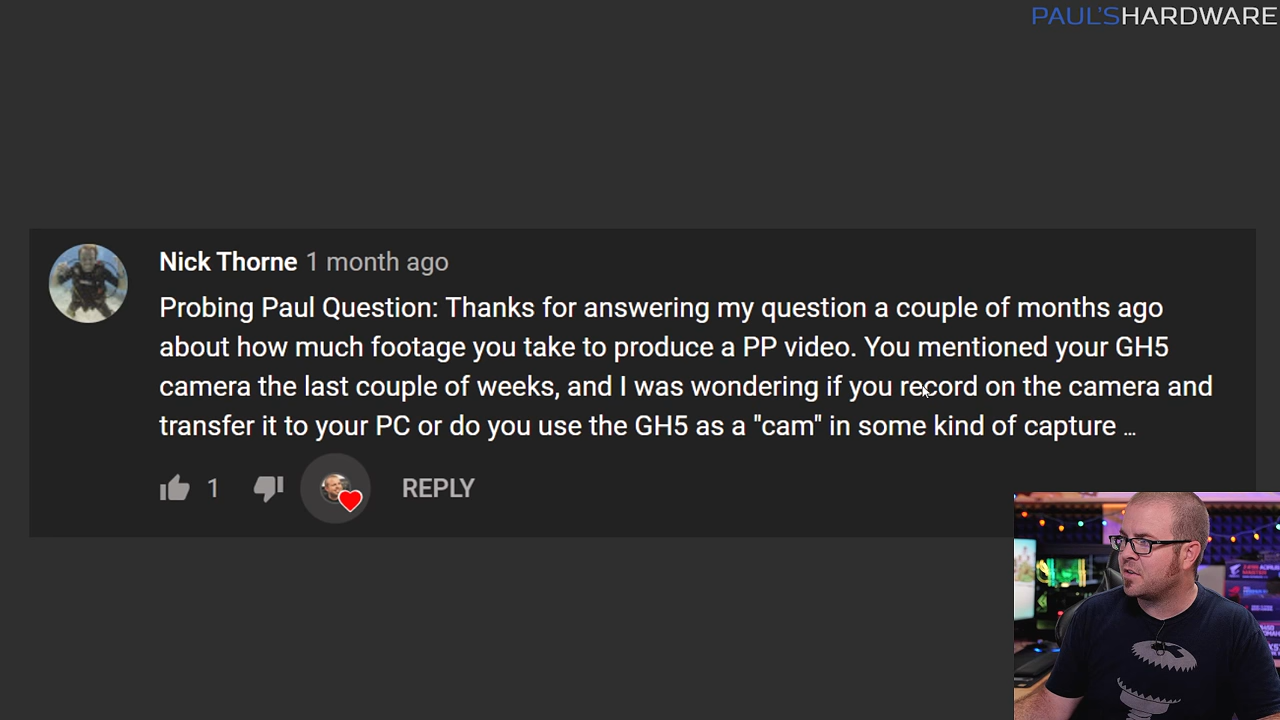 PAUL'SHARDWARE
Nick Thorne 1 month ago
Probing Paul Question: Thanks for answering my question a couple of months ago
about how much footage you take to produce a PP video. You mentioned your GH5
camera the last couple of weeks, and I was wondering if you record on the camera and
transfer it to your PC or do you use the GH5 as a "cam" in some kind of capture ...
1 REPLY